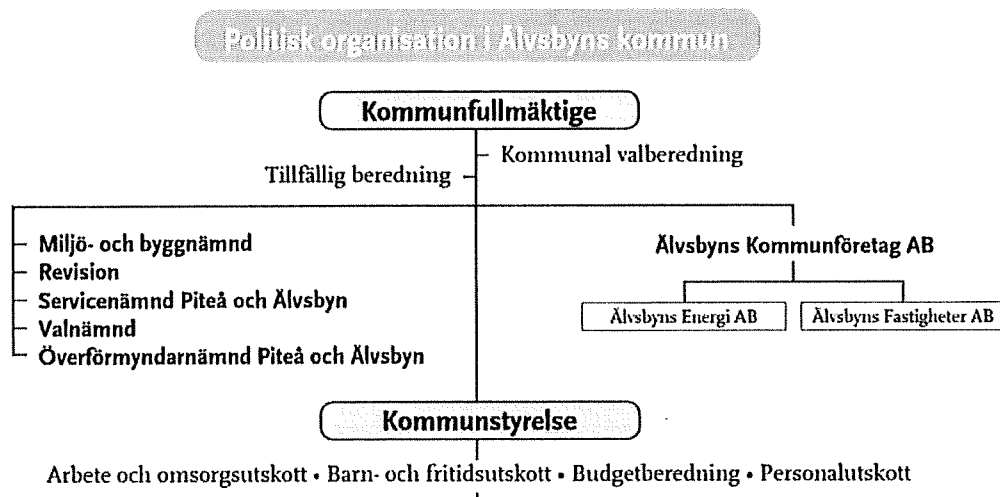 Politisk organisation i Älvsbyns kommun
Kommunfullmäktige
Kommunal valberedning
Tillfällig beredning
Miljö- och byggnämnd
Revision
Servicenämnd Piteå och Älvsbyn
Valnämnd
Överförmyndarnämnd Piteå och Älvsbyn
Älvsbyns Kommunföretag AB
Älvsbyns Energi AB
Älvsbyns Fastigheter AB
Kommunstyrelse
Arbete och omsorgsutskott • Barn- och fritidsutskott • Budgetberedning • Personalutskott